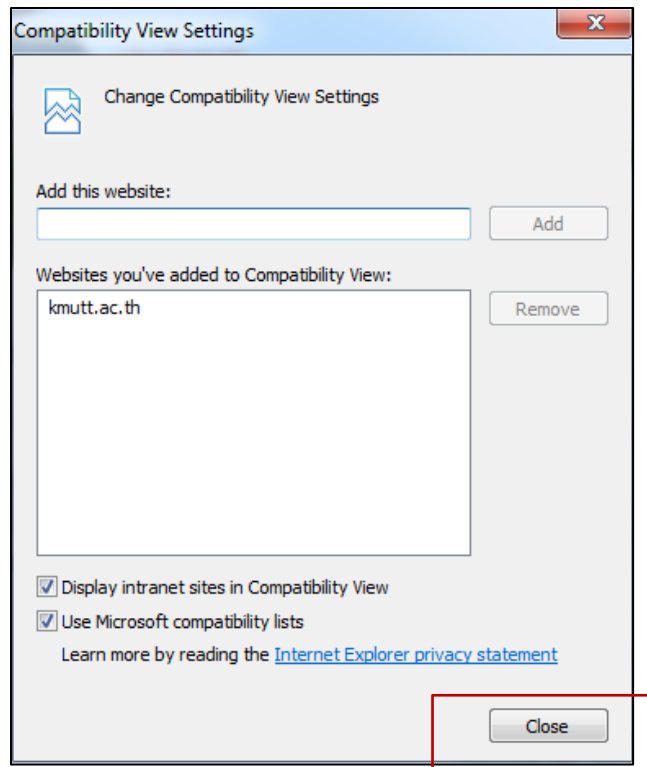 Compatibility View Settings
Change Compatibility View Settings
Add this website:
Add
Websites you've added to Compatibility View:
kmutt.ac.th
Remove
Display intranet sites in Compatibility View
Use Microsoft compatibility lists
Learn more by reading the Internet Explorer privacy statement
Close